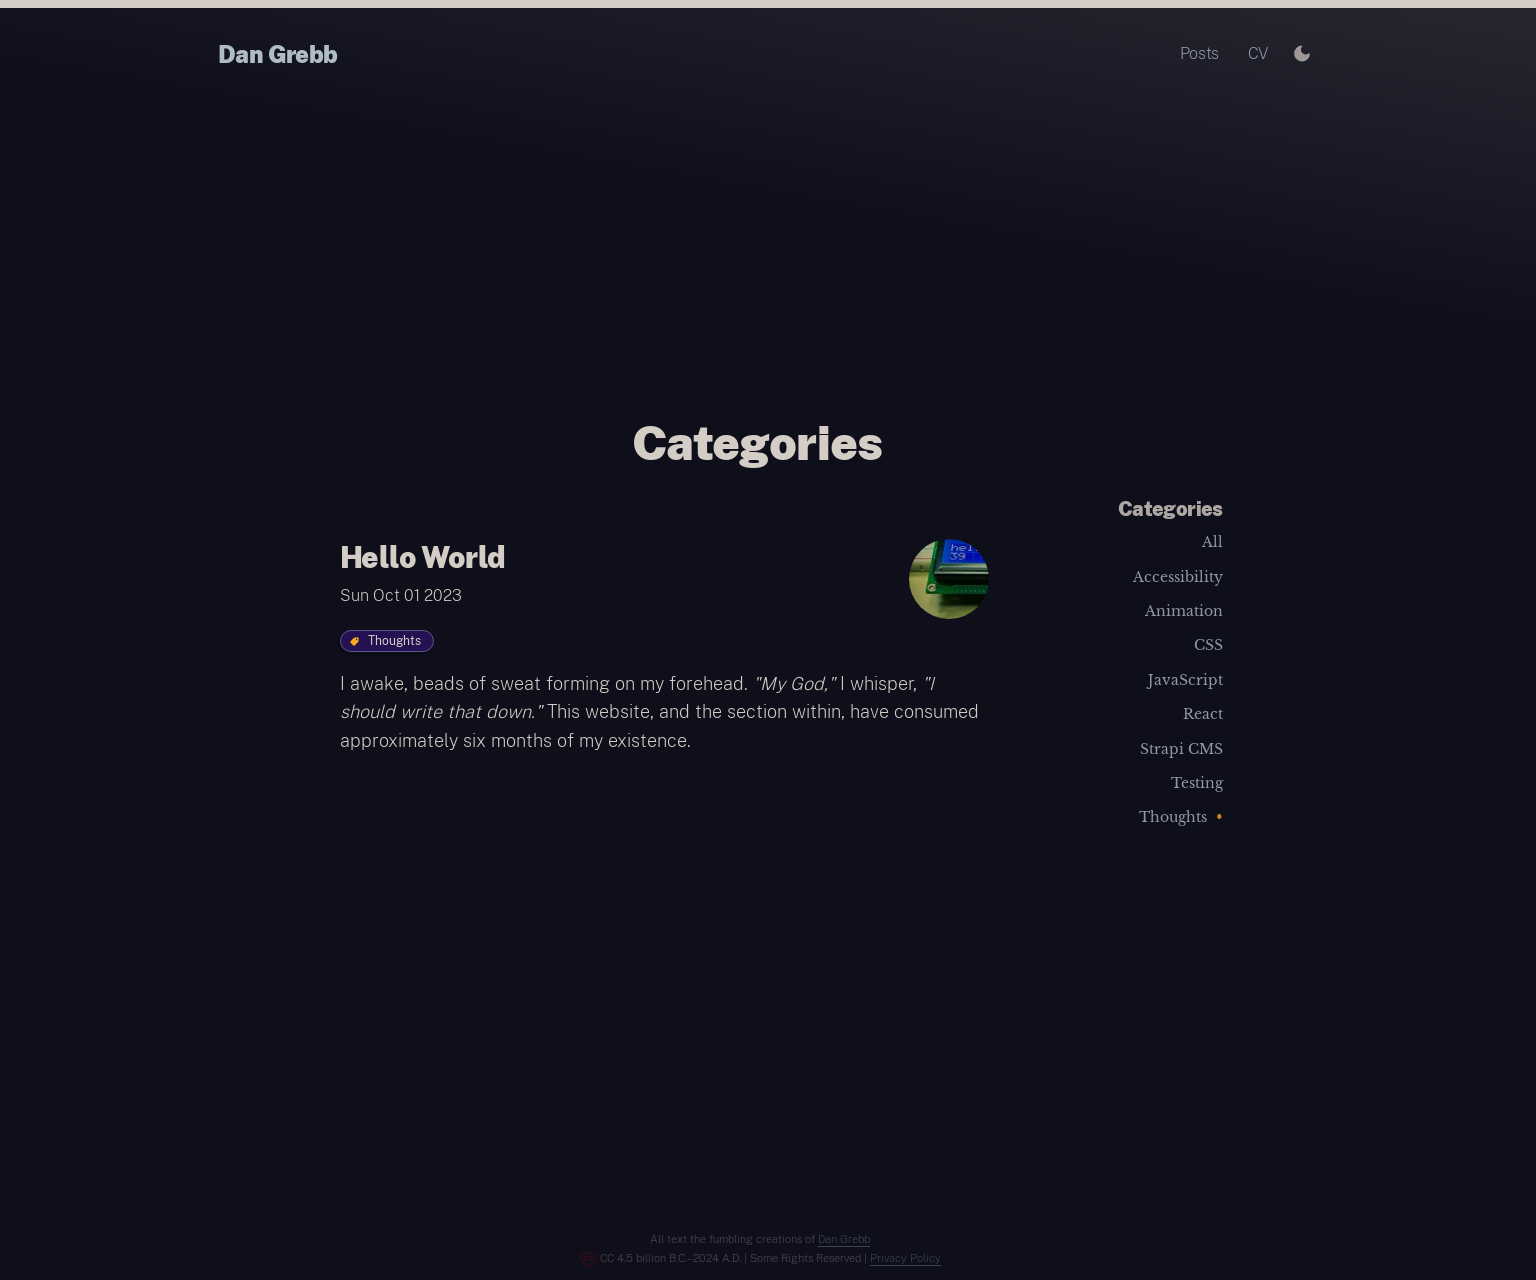 Dan Grebb
Posts
CV
Categories
Hello World
Sun Oct 01 2023
Thoughts
I awake, beads of sweat forming on my forehead. "My God," I whisper, "I
should write that down." This website, and the section within, have consumed
approximately six months of my existence.
Categories
All
Accessibility
Animation
CSS
JavaScript
React
Strapi CMS
Testing
Thoughts •
All text the fumbling creations of Dan Grebb
CC 4.5 billion B.C.–2024 A.D. | Some Rights Reserved | Privacy Policy